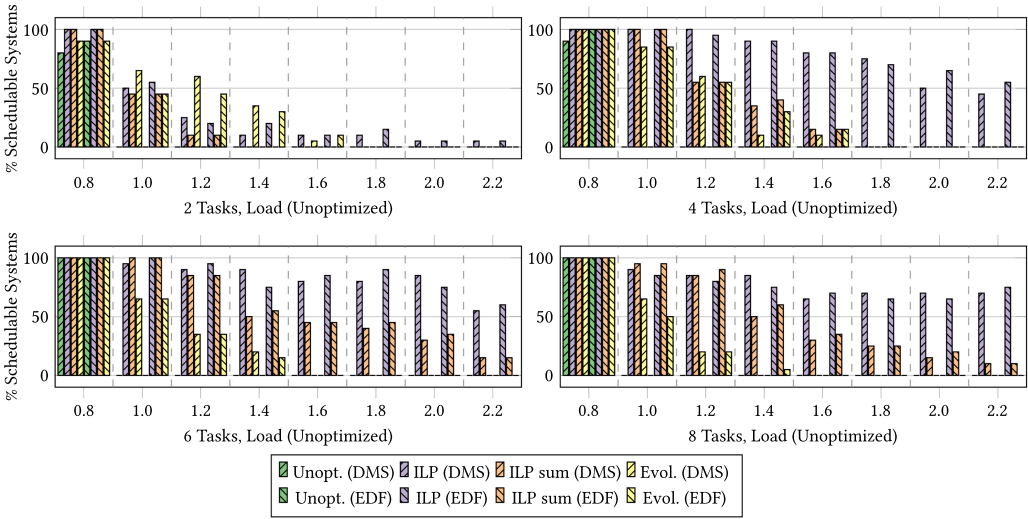 % Schedulable Systems
100
50
0
0.8 1.0 1.2 1.4 1.6 1.8 2.0 2.2
2 Tasks, Load (Unoptimized)
100
50
0
0.8 1.0 1.2 1.4 1.6 1.8 2.0 2.2
4 Tasks, Load (Unoptimized)
% Schedulable Systems
100
50
0
0.8 1.0 1.2 1.4 1.6 1.8 2.0 2.2
6 Tasks, Load (Unoptimized)
100
50
0
0.8 1.0 1.2 1.4 1.6 1.8 2.0 2.2
8 Tasks, Load (Unoptimized)
Unopt. (DMS) ILP (DMS) ILP sum (DMS) Evol. (DMS)
Unopt. (EDF) ILP (EDF) ILP sum (EDF) Evol. (EDF)